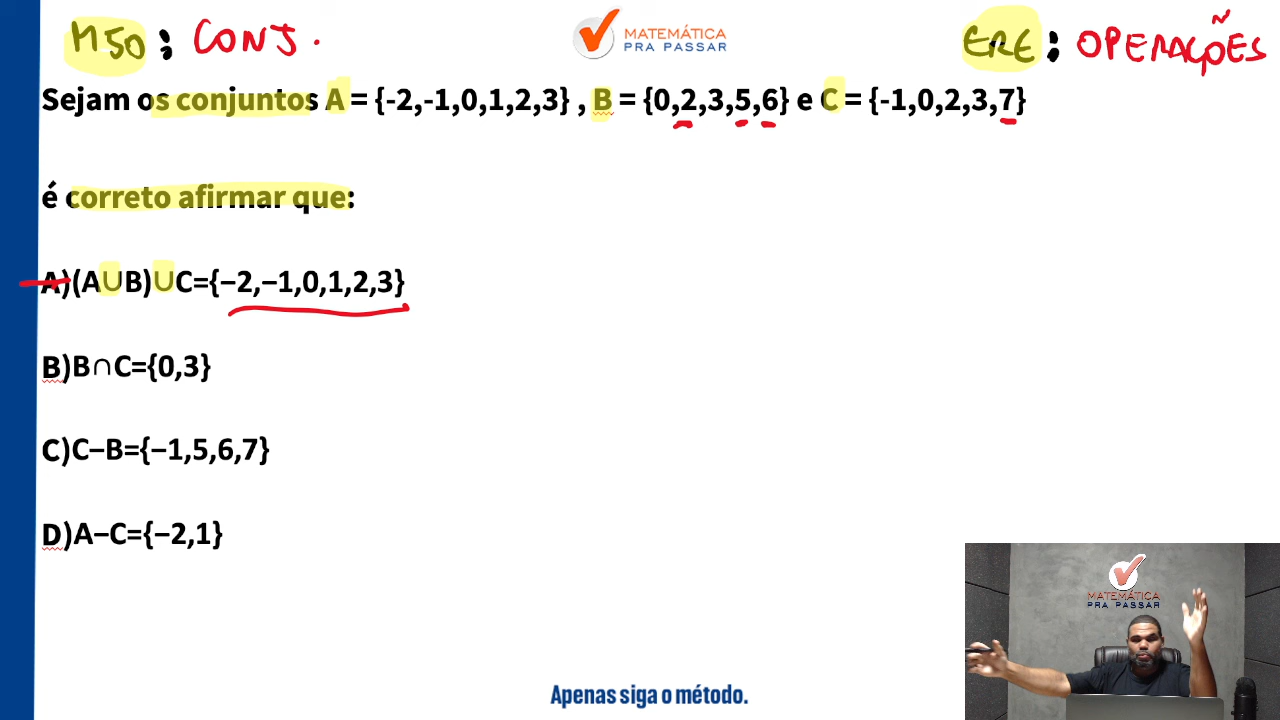 M50: CONJ.
MATEMÁTICA
PRA PASSAR
ERE: OPERAÇÕES
Sejam os conjuntos A = {-2,-1,0,1,2,3} , B = {0,2,3,5,6} e C = {-1,0,2,3,7}
é correto afirmar que:
A)(A∪B)∪C={−2,−1,0,1,2,3}
B)B∩C={0,3}
C)C−B={−1,5,6,7}
D)A−C={−2,1}
MATEMÁTICA
PRA PASSAR
Apenas siga o método.